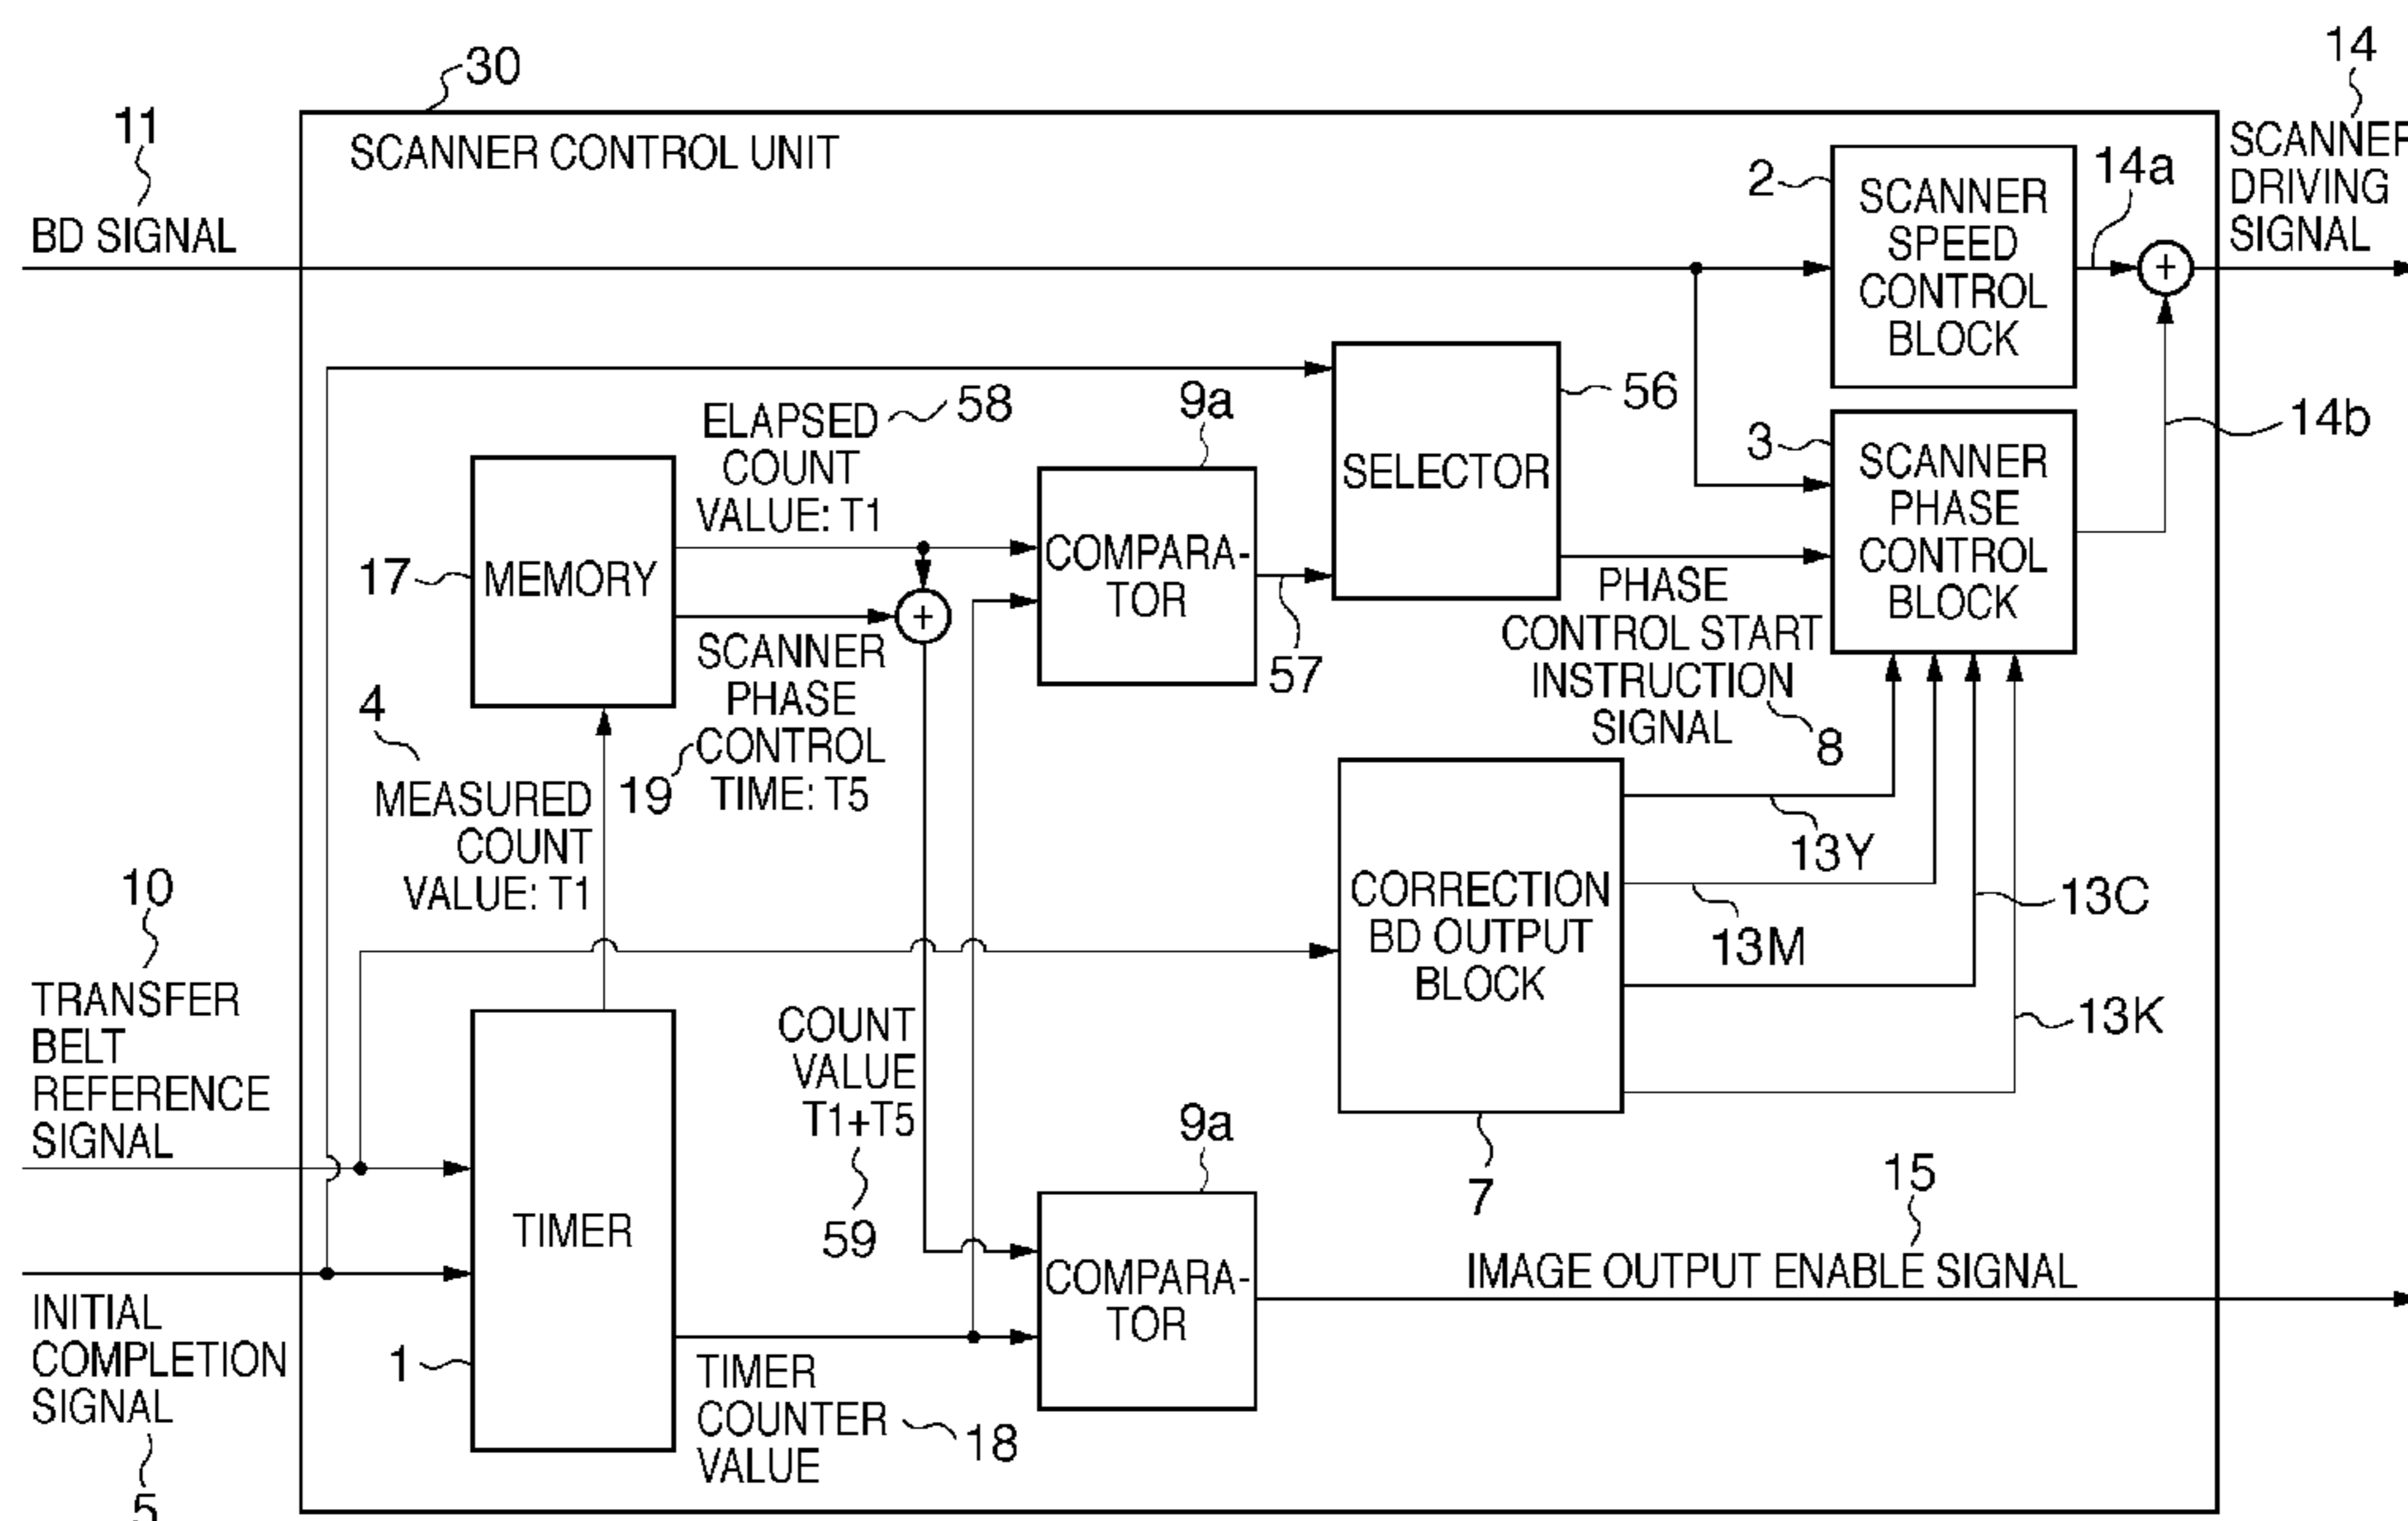 30
14
11
SCANNER CONTROL UNIT
SCANNER
DRIVING
SIGNAL
BD SIGNAL
2
SCANNER
SPEED
CONTROL
BLOCK
14a
ELAPSED
COUNT
VALUE: T1
58
9a
56
SELECTOR
3
SCANNER
PHASE
CONTROL
BLOCK
14b
17
MEMORY
COMPARA-
TOR
57
PHASE
CONTROL START
INSTRUCTION
SIGNAL
8
SCANNER
PHASE
CONTROL
TIME: T5
19
4
MEASURED
COUNT
VALUE: T1
13Y
13M
13C
13K
CORRECTION
BD OUTPUT
BLOCK
7
10
TRANSFER
BELT
REFERENCE
SIGNAL
COUNT
VALUE
T1+T5
59
9a
TIMER
1
COMPARA-
TOR
15
IMAGE OUTPUT ENABLE SIGNAL
INITIAL
COMPLETION
SIGNAL
5
TIMER
COUNTER
VALUE
18